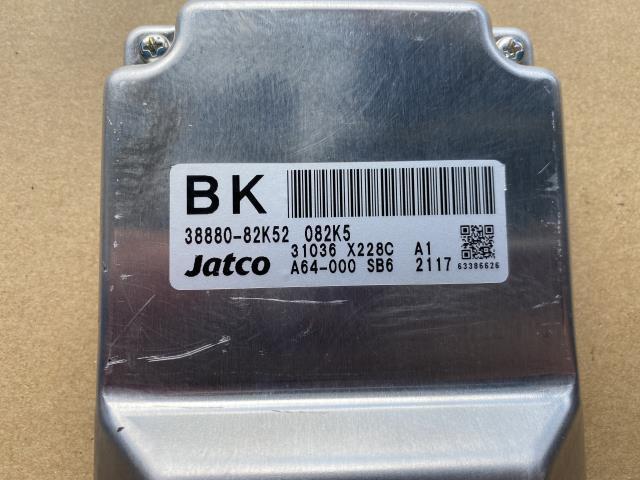 BK
38880-82K52 082K5
31036 X228C A1
Jatco A64-000 SB6 2117 63386626